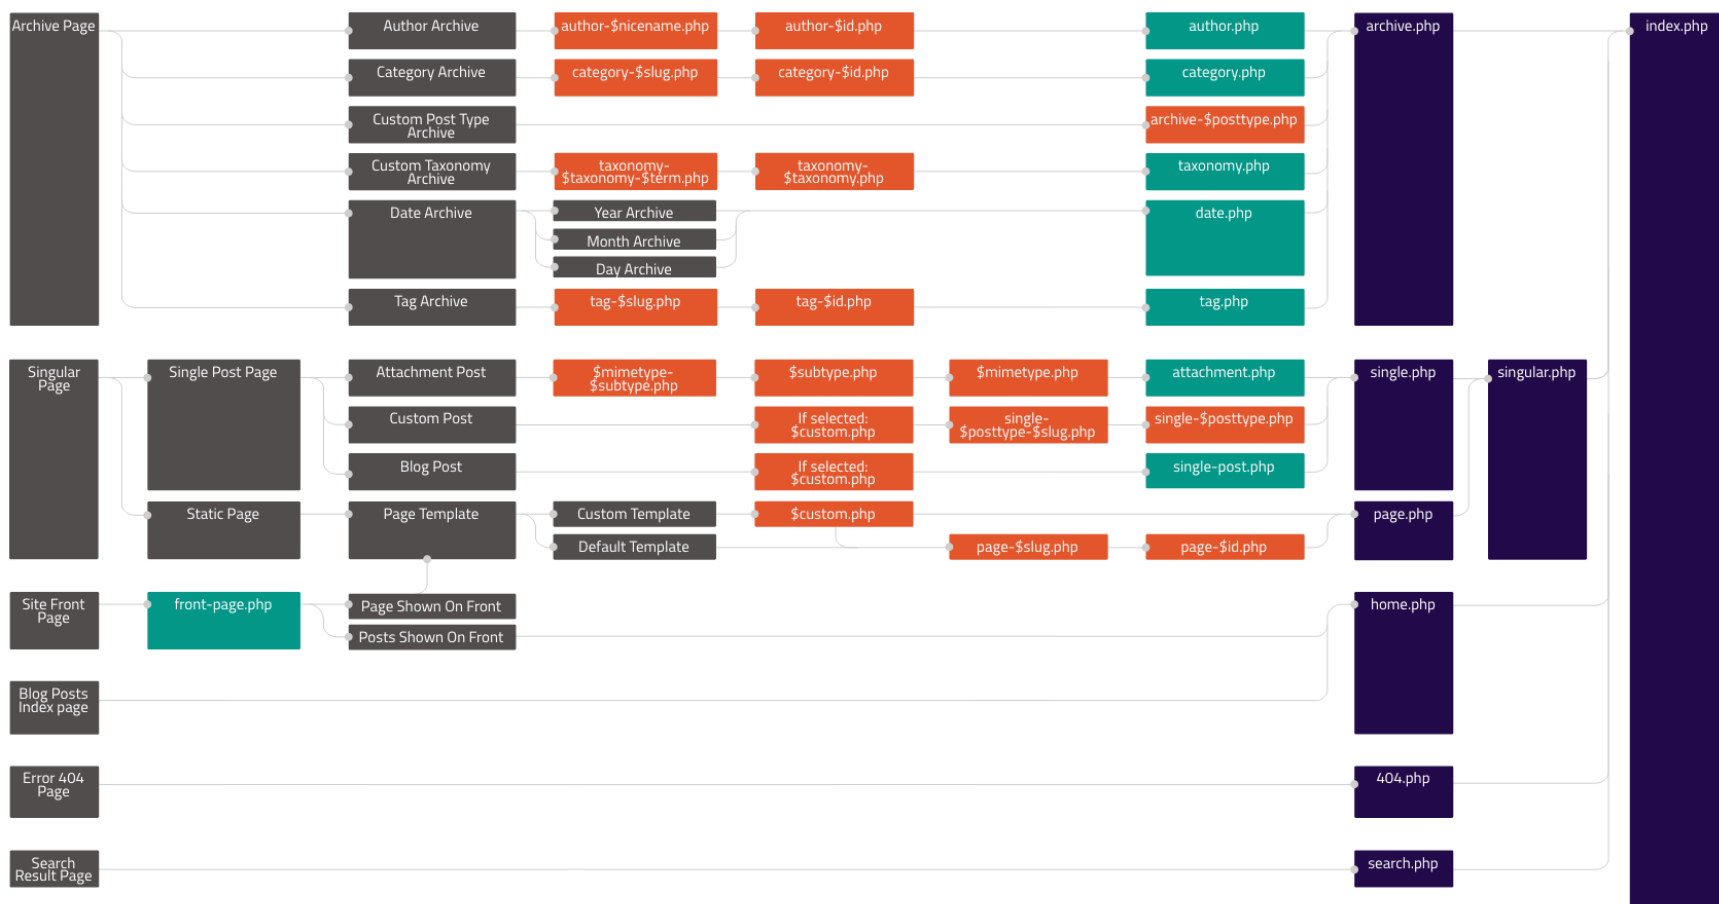 Archive Page
Author Archive
author-$nicename.php
author-$id.php
author.php
archive.php
index.php
Category Archive
category-$slug.php
category-$id.php
category.php
Custom Post Type
Archive
archive-$posttype.php
Custom Taxonomy
Archive
taxonomy-
$taxonomy-$term.php
taxonomy-
$taxonomy.php
taxonomy.php
Date Archive
Year Archive
Month Archive
Day Archive
date.php
Tag Archive
tag-$slug.php
tag-$id.php
tag.php
Singular
Page
Single Post Page
Attachment Post
$mimetype-
$subtype.php
$subtype.php
$mimetype.php
attachment.php
single.php
singular.php
Custom Post
If selected:
$custom.php
single-
$posttype-$slug.php
single-$posttype.php
Blog Post
If selected:
$custom.php
single-post.php
Static Page
Page Template
Custom Template
$custom.php
page.php
Default Template
page-$slug.php
page-$id.php
Site Front
Page
front-page.php
Page Shown On Front
Posts Shown On Front
home.php
Blog Posts
Index page
Error 404
Page
404.php
Search
Result Page
search.php